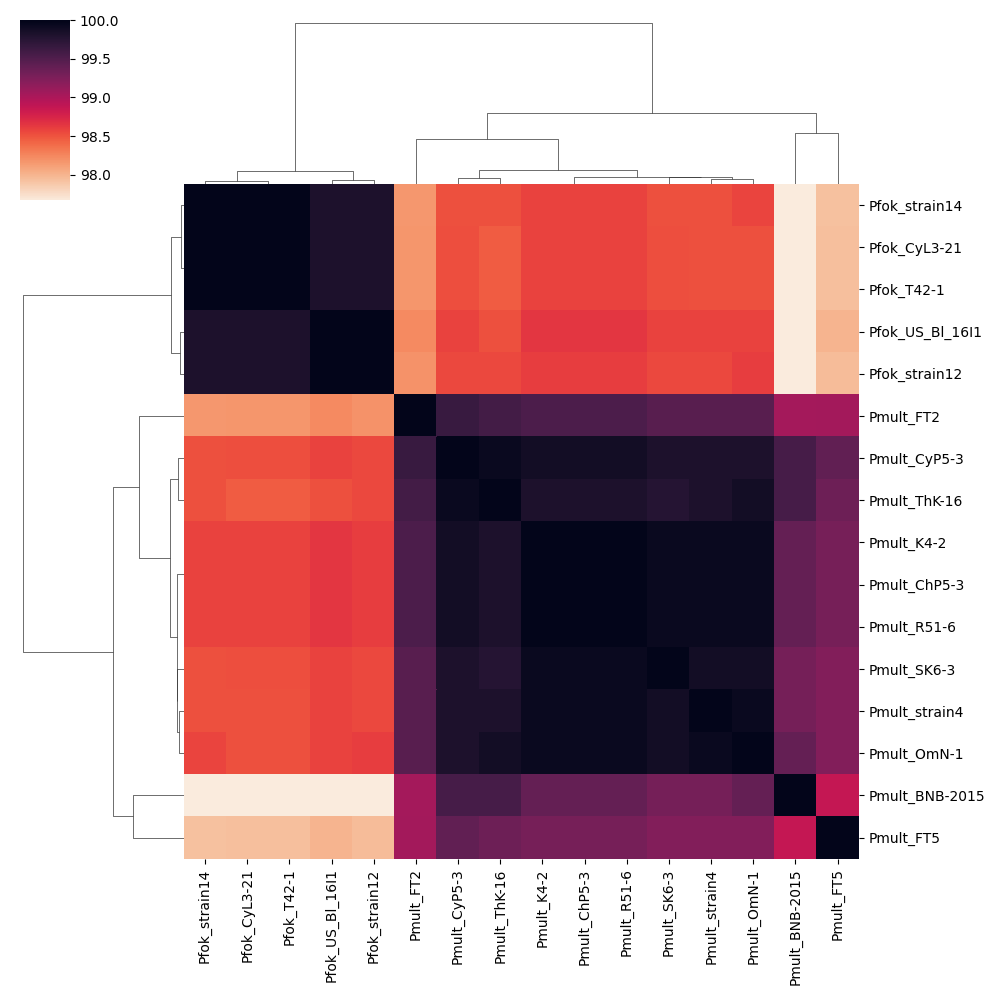 100.0
99.5
99.0
98.5
98.0
Pfok_strain14
Pfok_CyL3-21
Pfok_T42-1
Pfok_US_Bl_16I1
Pfok_strain12
Pmult_FT2
Pmult_CyP5-3
Pmult_ThK-16
Pmult_K4-2
Pmult_ChP5-3
Pmult_R51-6
Pmult_SK6-3
Pmult_strain4
Pmult_OmN-1
Pmult_BNB-2015
Pmult_FT5
Pfok_strain14
Pfok_CyL3-21
Pfok_T42-1
Pfok_US_Bl_16I1
Pfok_strain12
Pmult_FT2
Pmult_CyP5-3
Pmult_ThK-16
Pmult_K4-2
Pmult_ChP5-3
Pmult_R51-6
Pmult_SK6-3
Pmult_strain4
Pmult_OmN-1
Pmult_BNB-2015
Pmult_FT5